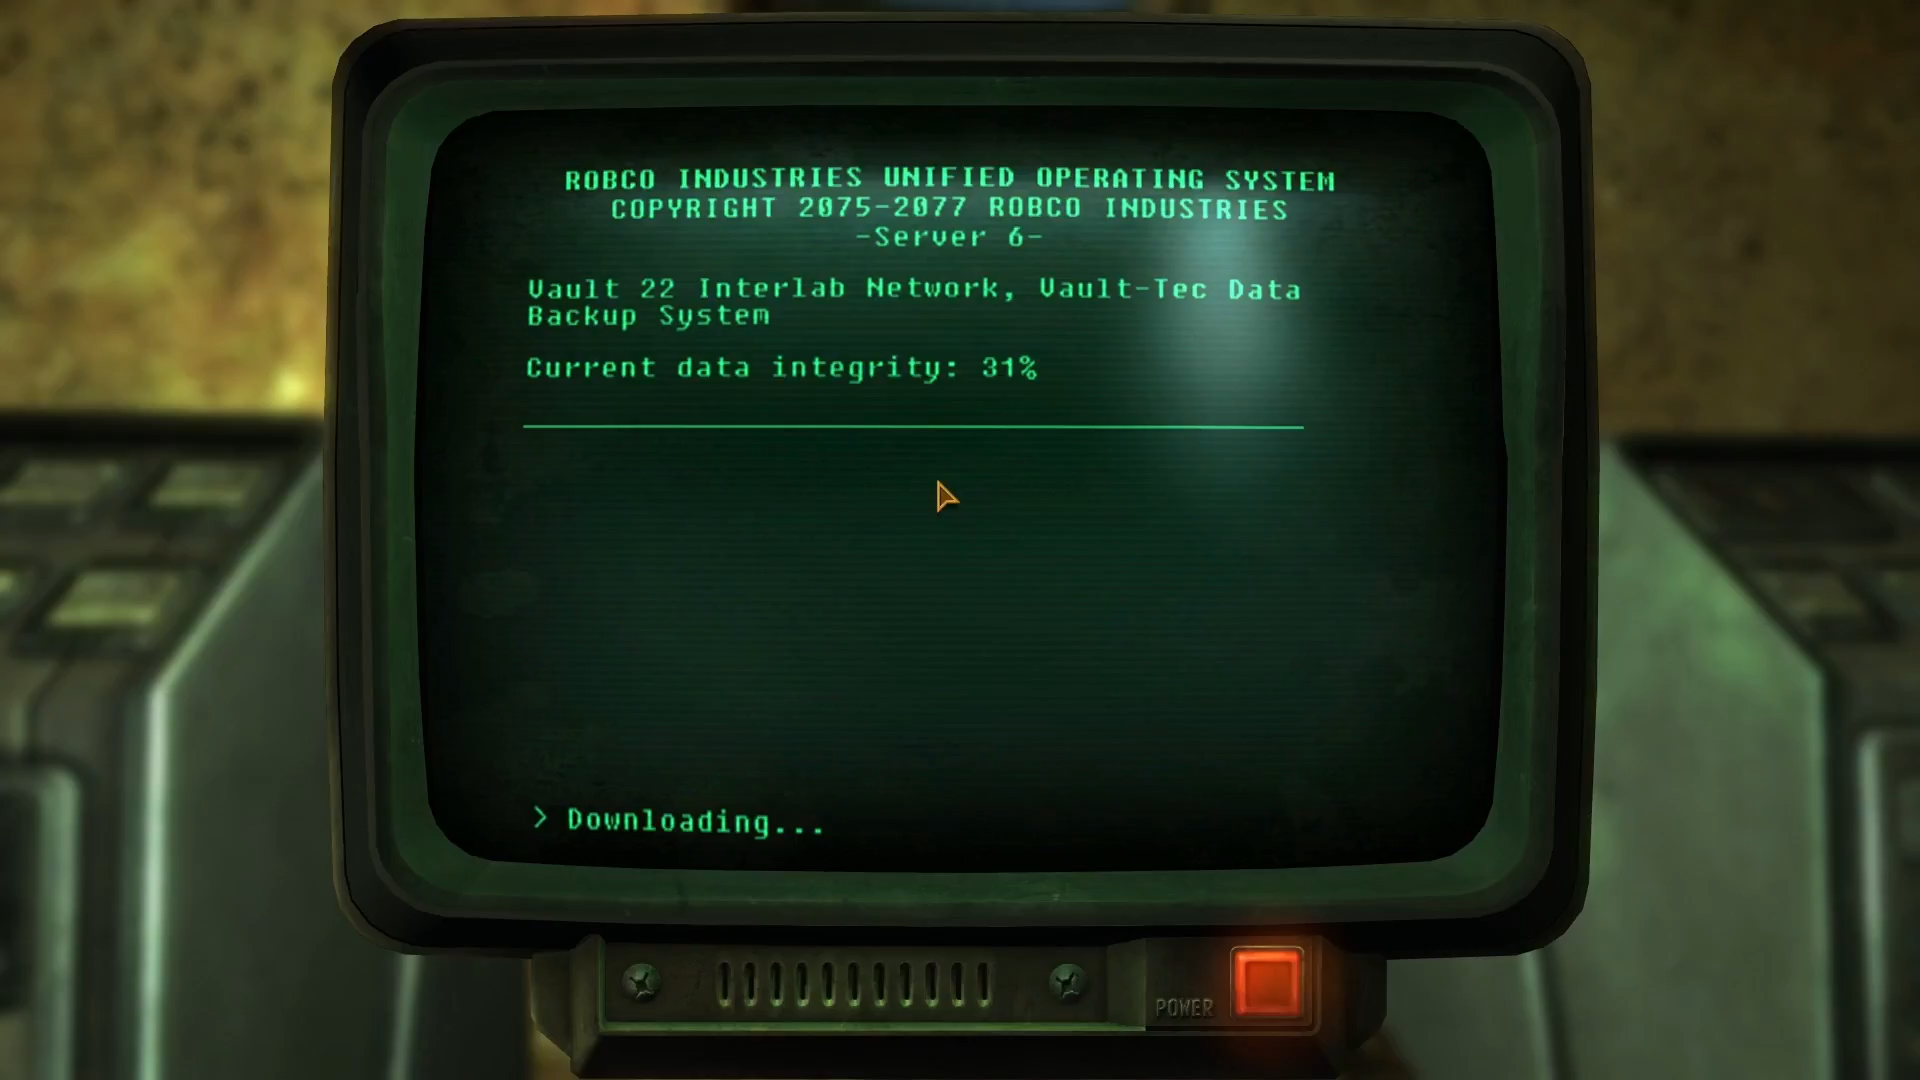 ROBCO INDUSTRIES UNIFIED OPERATING SYSTEM
COPYRIGHT 2075-2077 ROBCO INDUSTRIES
-Server 6-
Vault 22 Interlab Network, Vault-Tec Data
Backup System
Current data integrity: 31%
> Downloading...
POWER